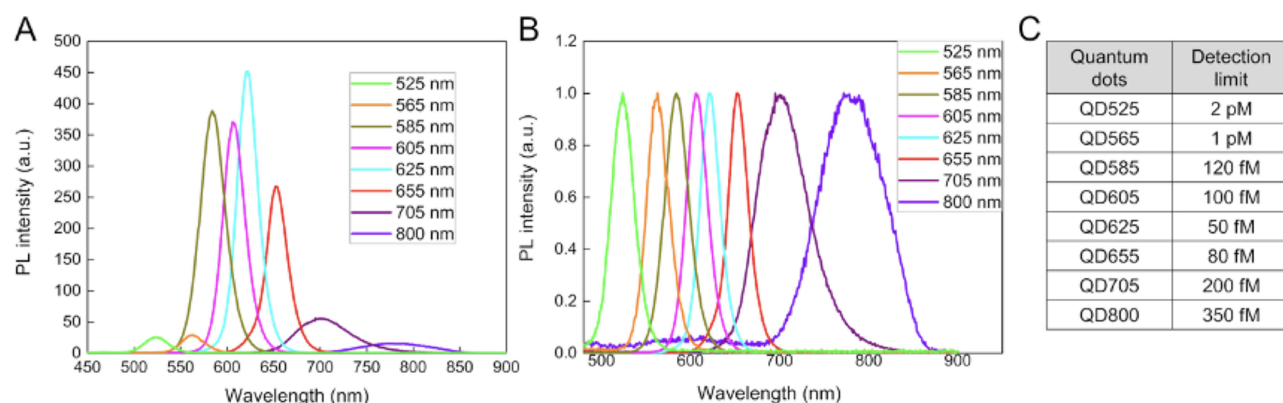 A
500
450
400
350
300
250
200
150
100
50
0
450 500 550 600 650 700 750 800 850 900
PL intensity (a.u.)
Wavelength (nm)
525 nm
565 nm
585 nm
605 nm
625 nm
655 nm
705 nm
800 nm
B
1.2
1.0
0.8
0.6
0.4
0.2
0.0
500 600 700 800 900
PL intensity (a.u.)
Wavelength (nm)
525 nm
565 nm
585 nm
605 nm
625 nm
655 nm
705 nm
800 nm
C
Quantum dots Detection limit
QD525 2 pM
QD565 1 pM
QD585 120 fM
QD605 100 fM
QD625 50 fM
QD655 80 fM
QD705 200 fM
QD800 350 fM